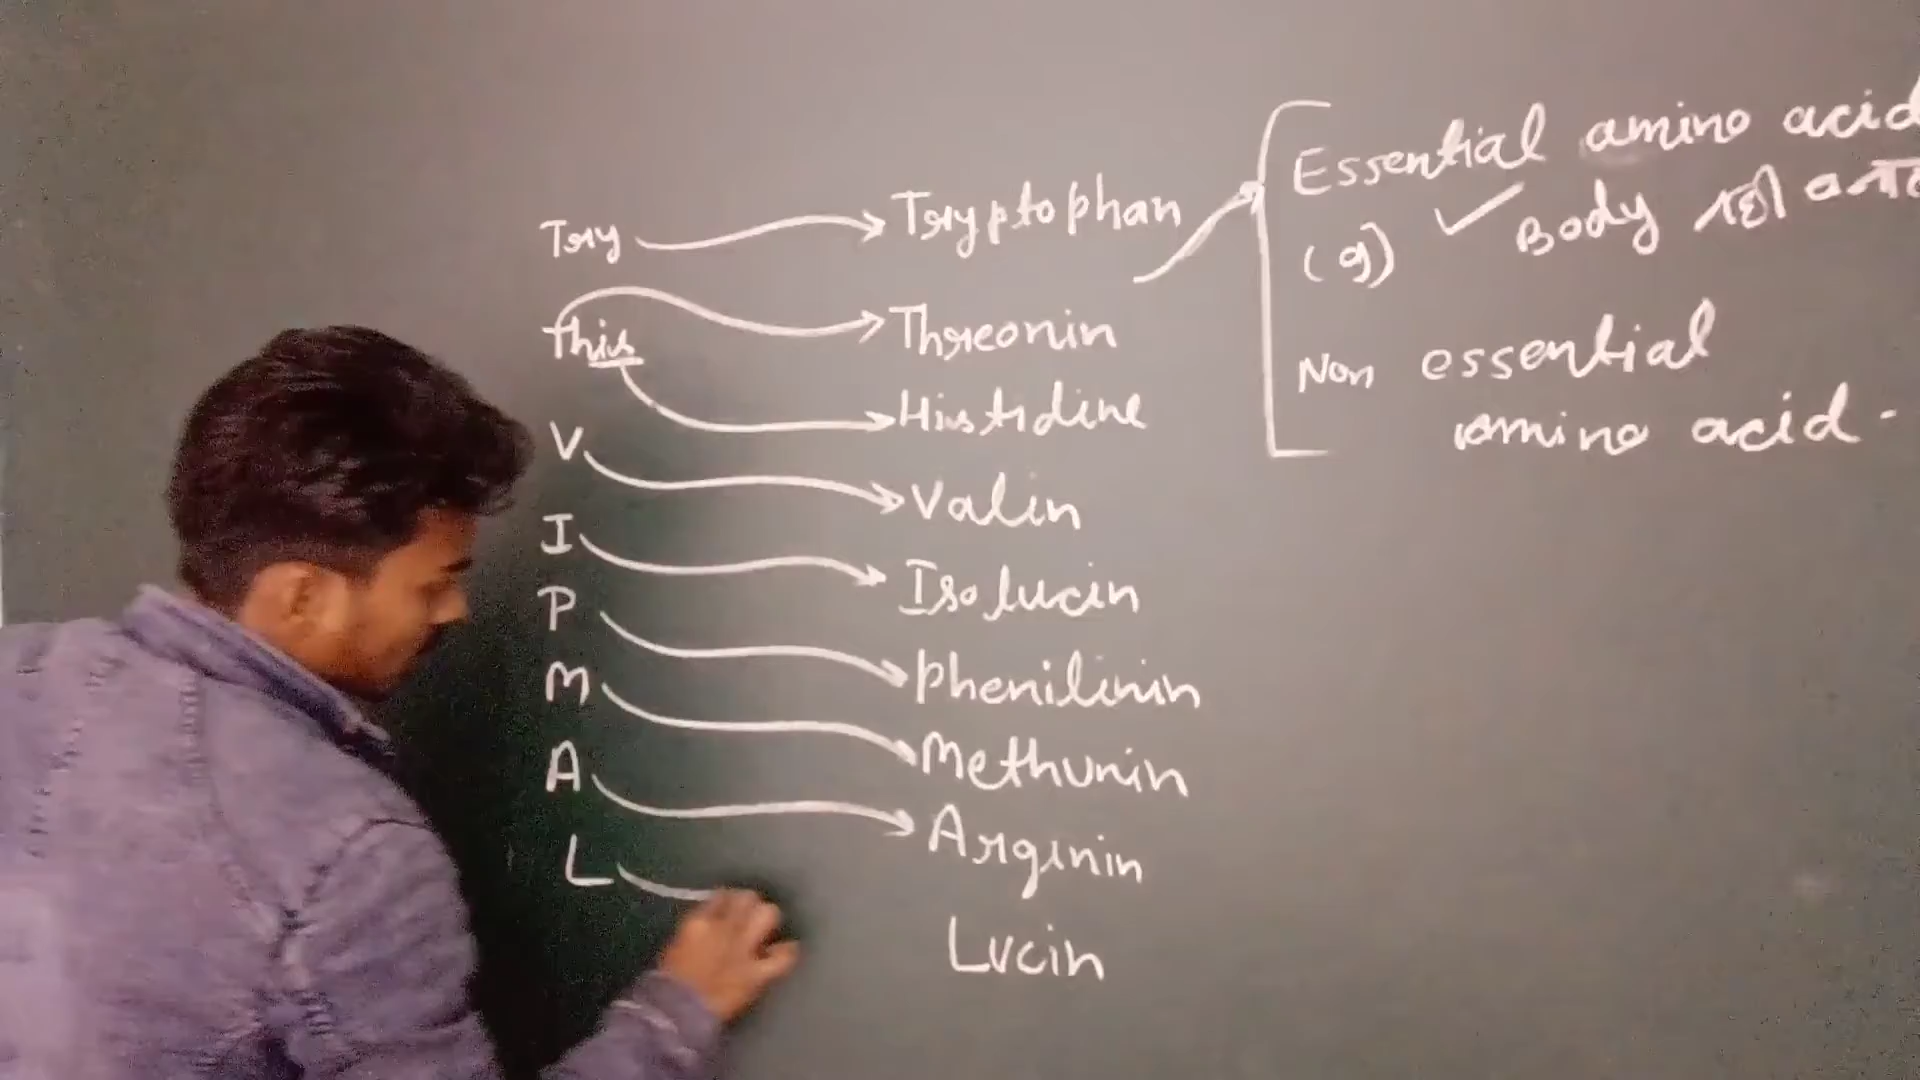 Try
Tryptophan
This
Threonin
Histidine
V
Valin
I
Isolucin
P
Phenilinin
M
Methunin
A
Arginin
L
Lucin
Essential amino acid
(9) ✓ Body नही
Non essential
amino acid.